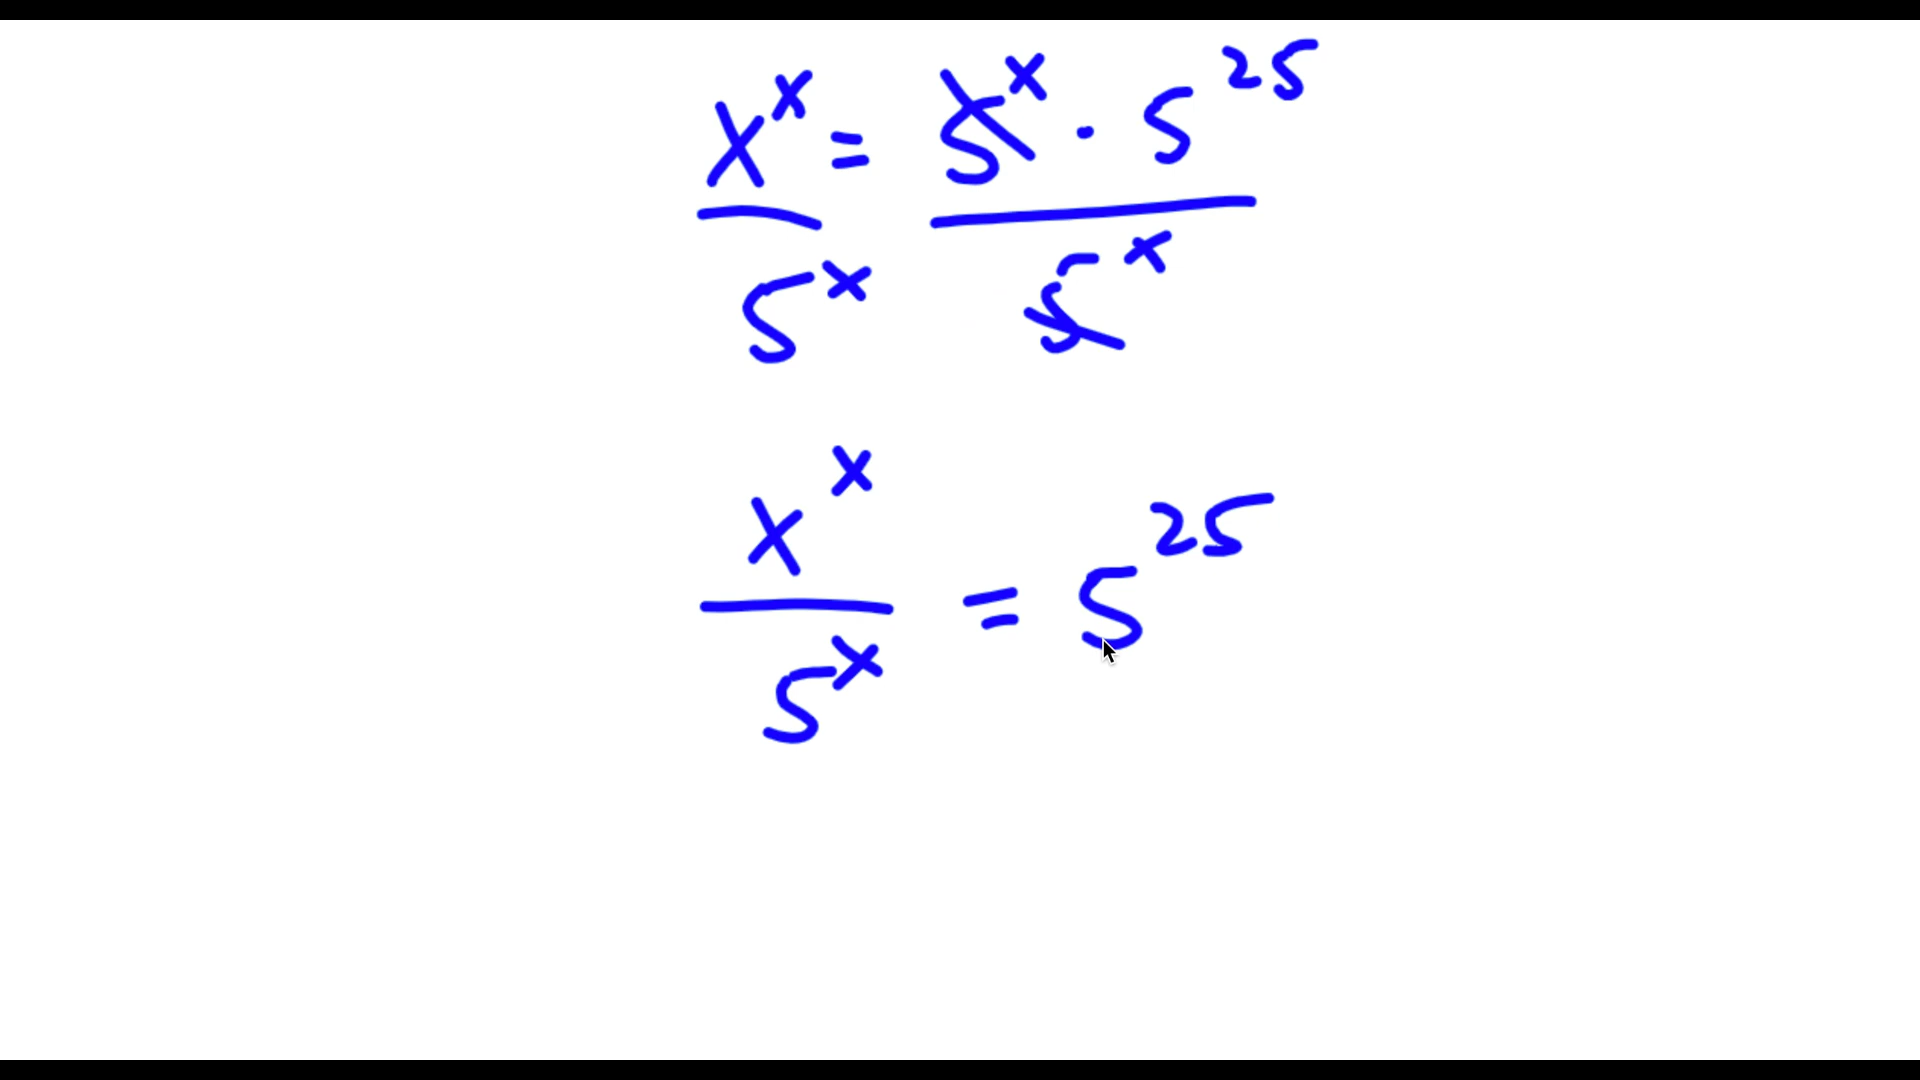 x^x = 5^x · 5^25
5^x 5^x
x^x
= 5^25
5^x